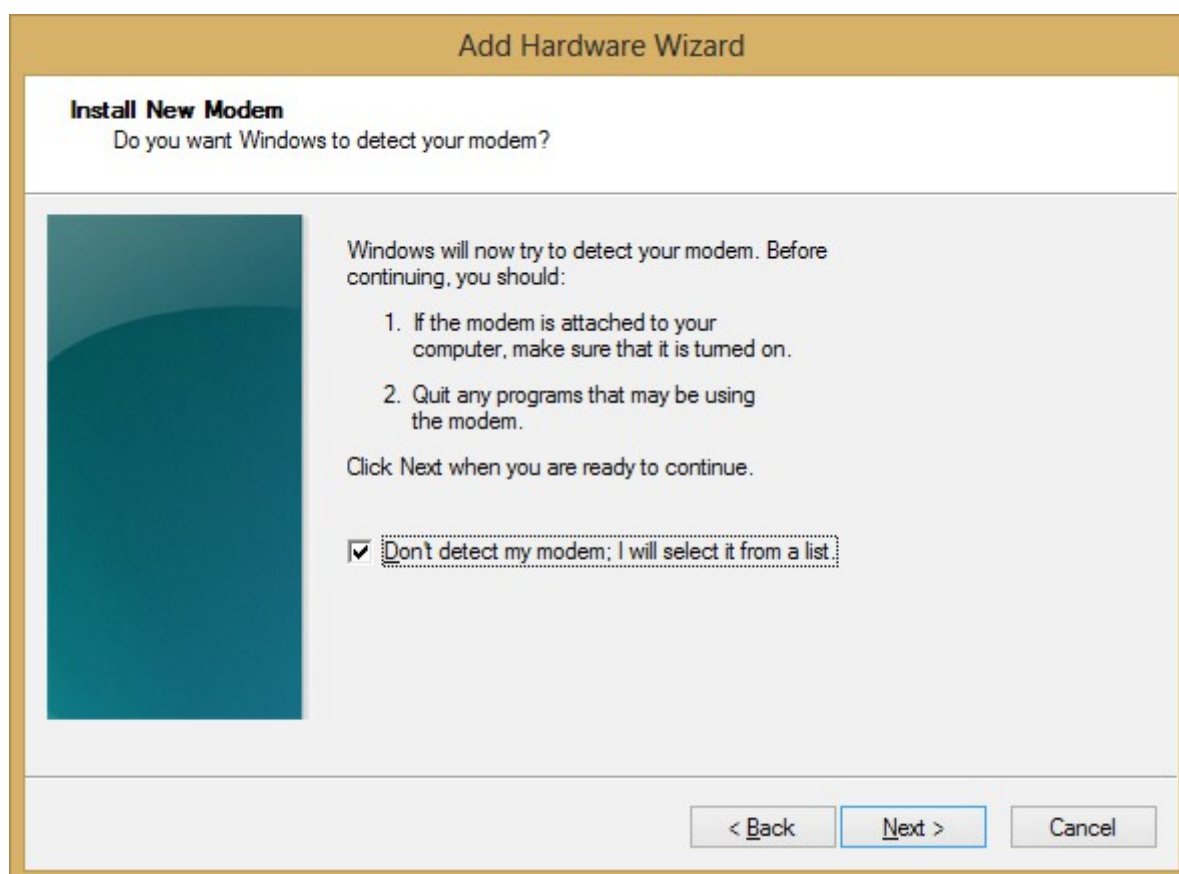 Add Hardware Wizard
Install New Modem
Do you want Windows to detect your modem?
Windows will now try to detect your modem. Before
continuing, you should:
1. If the modem is attached to your
computer, make sure that it is turned on.
2. Quit any programs that may be using
the modem.
Click Next when you are ready to continue.
Don't detect my modem; I will select it from a list.
< Back Next > Cancel